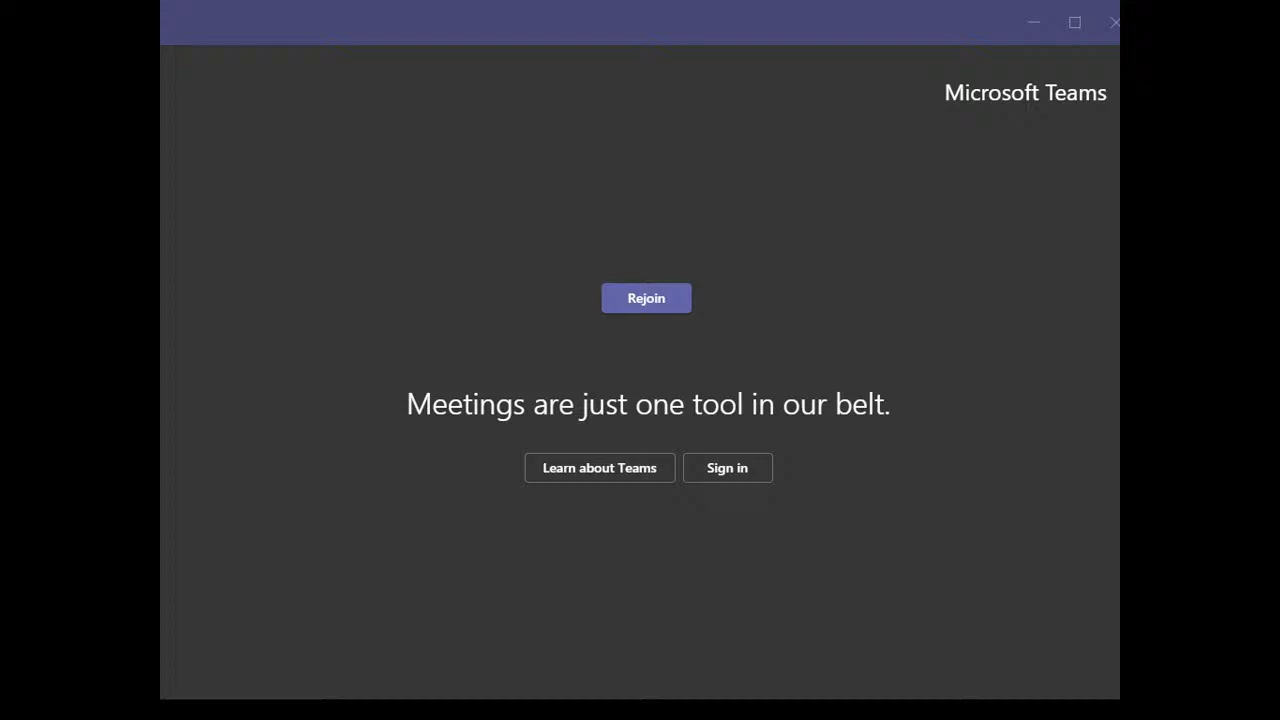 Microsoft Teams
Rejoin
Meetings are just one tool in our belt.
Learn about Teams
Sign in